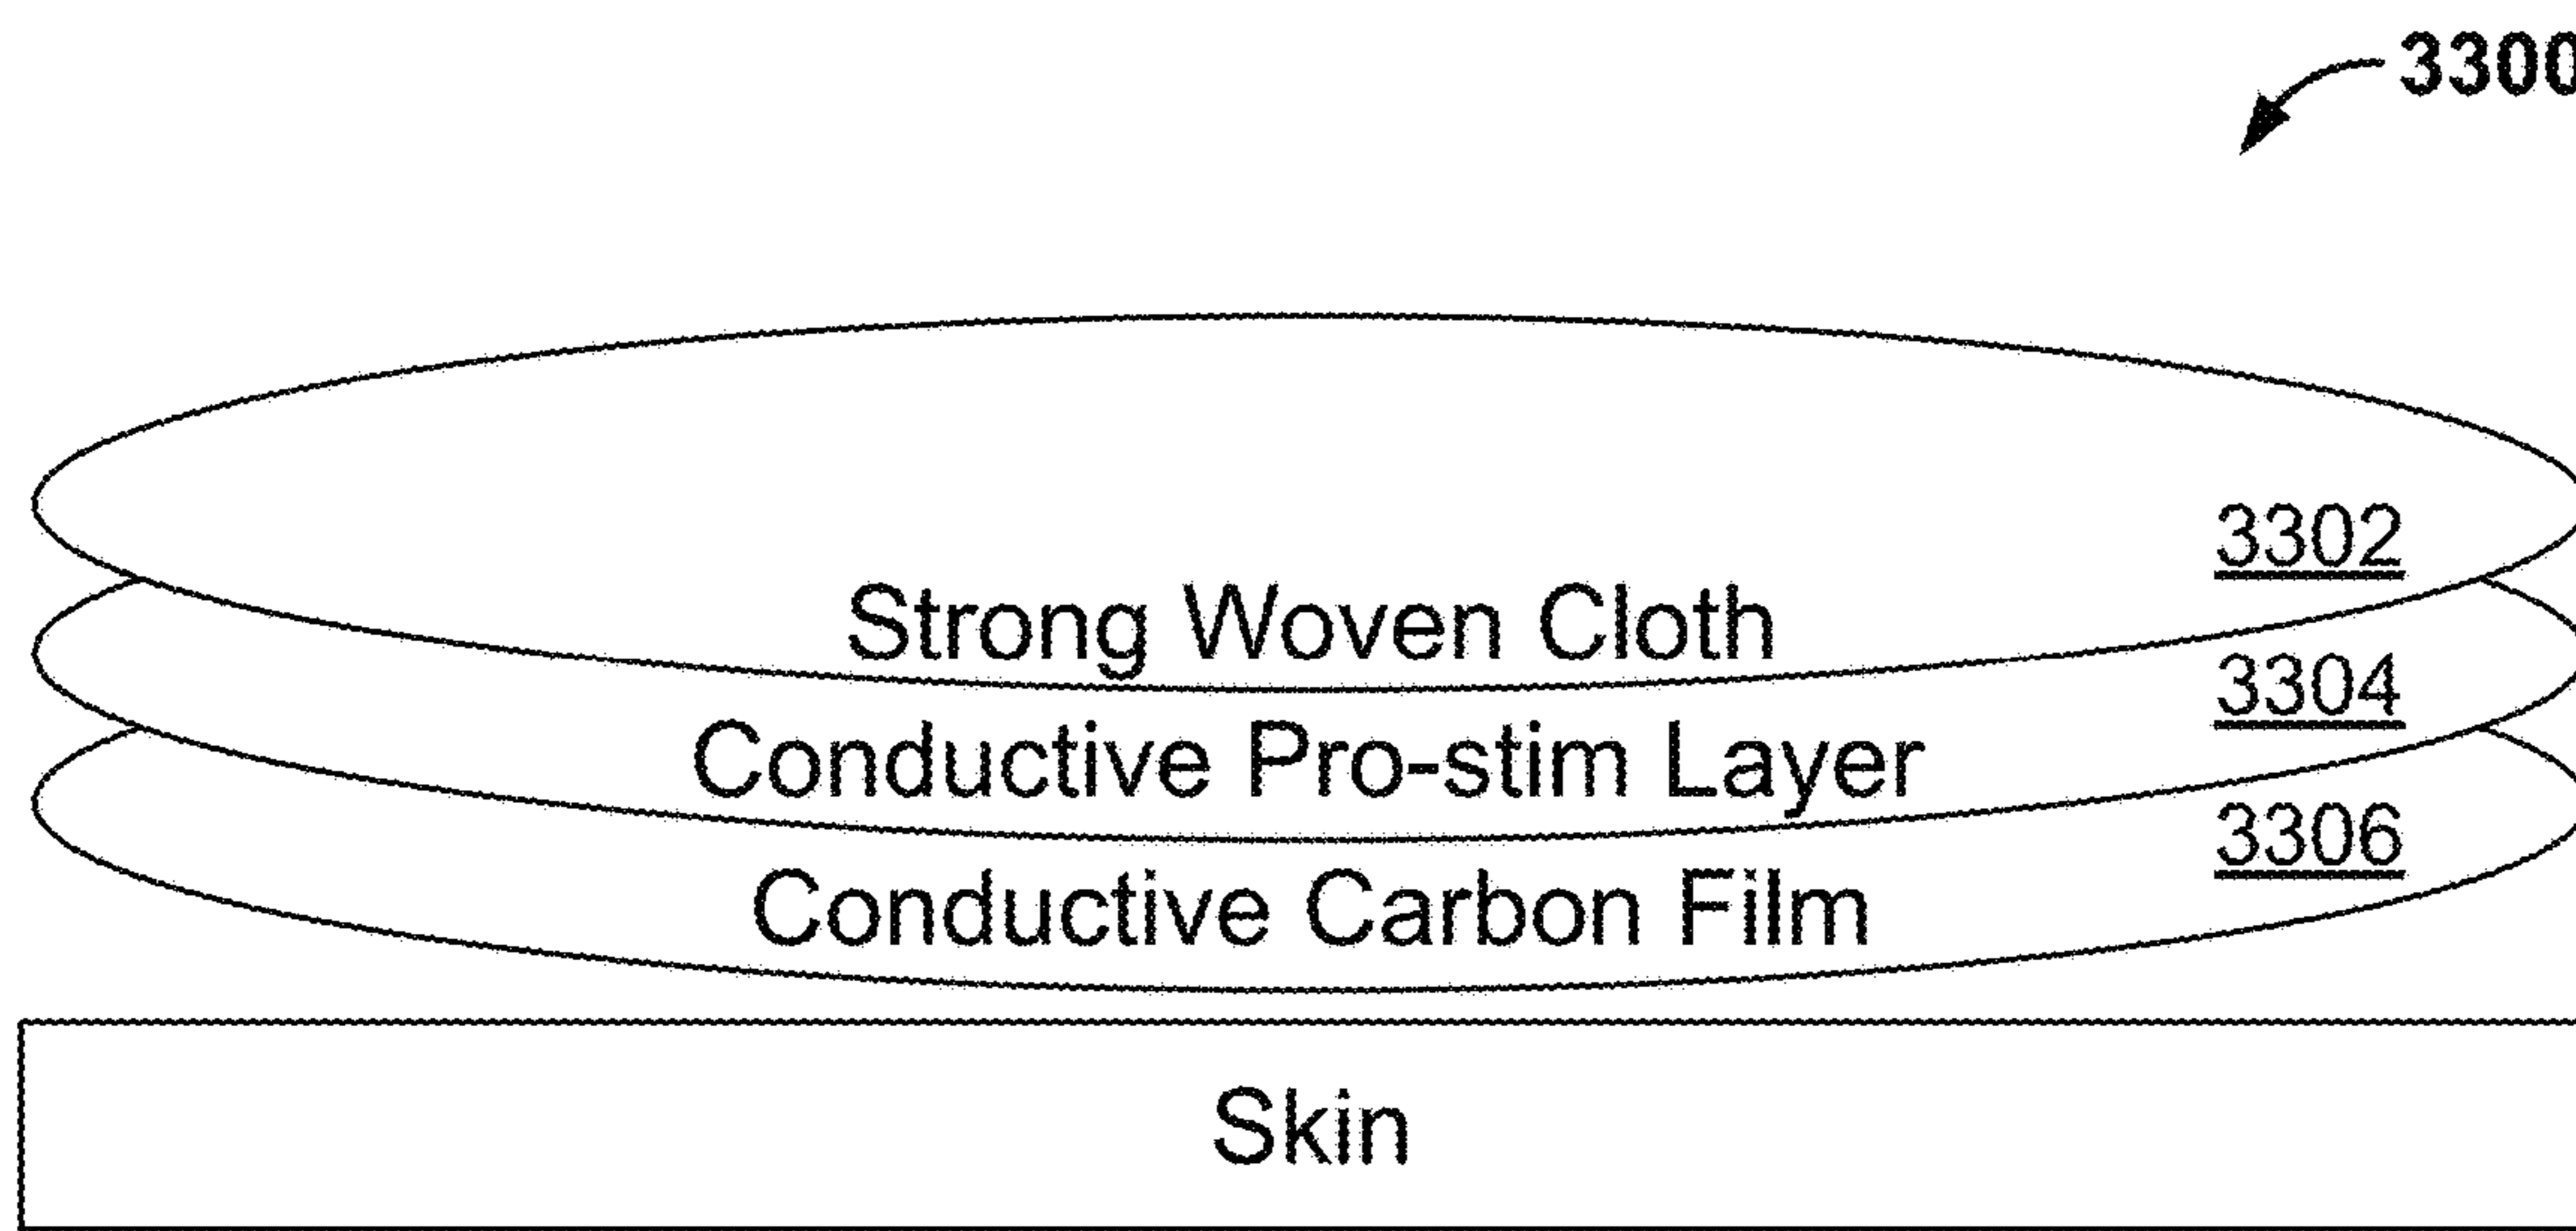 3300
3302
Strong Woven Cloth
3304
Conductive Pro-stim Layer
3306
Conductive Carbon Film
Skin